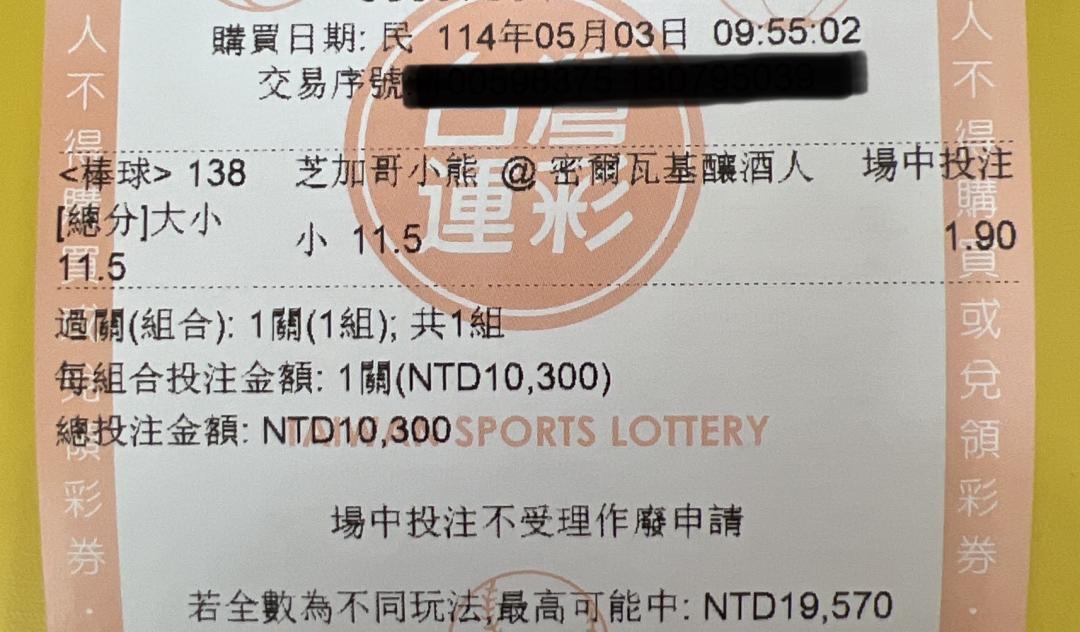 購買日期: 民 114年05月03日 09:55:02
交易序號:
台灣
運彩
<棒球> 138 芝加哥小熊 @ 密爾瓦基釀酒人 場中投注
[總分]大小
小 11.5 1.90
11.5
過關(組合): 1關(1組); 共1組
每組合投注金額: 1關(NTD10,300)
總投注金額: NTD10,300
SPORTS LOTTERY
場中投注不受理作廢申請
若全數為不同玩法,最高可能中: NTD19,570
人不得購買或兌領彩券.
人不得購買或兌領彩券.